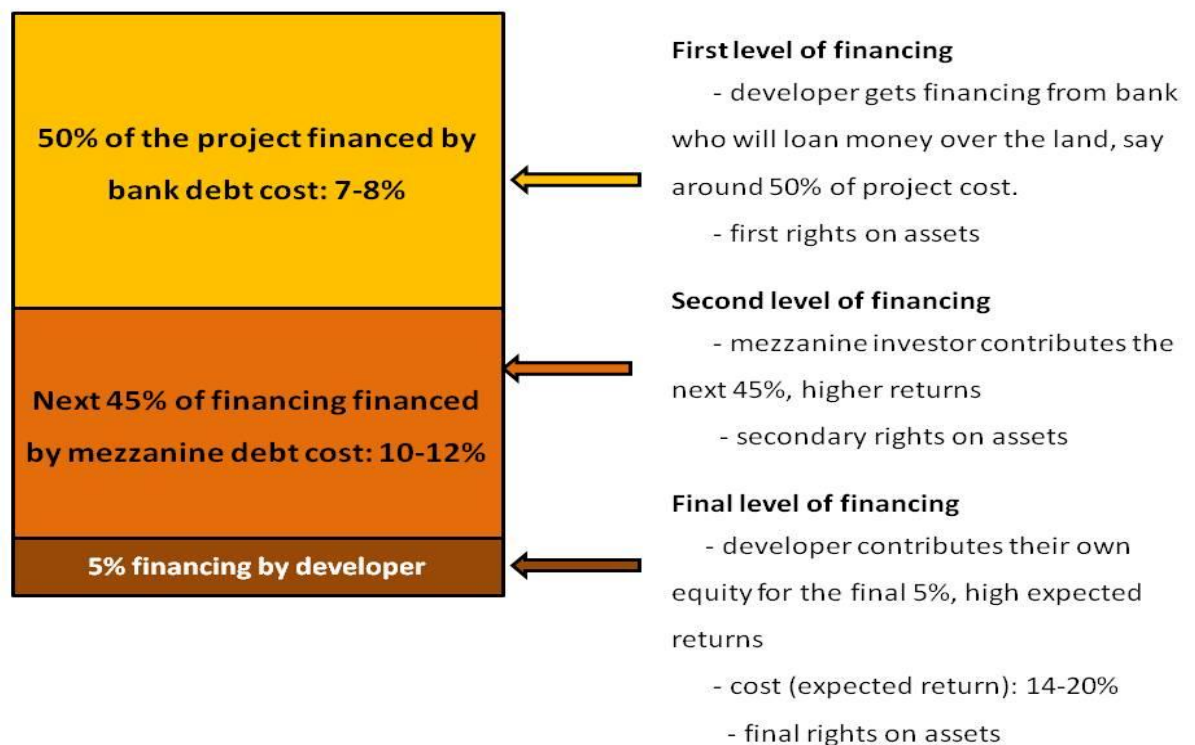 50% of the project financed by
bank debt cost: 7-8%
Next 45% of financing financed
by mezzanine debt cost: 10-12%
5% financing by developer
First level of financing
- developer gets financing from bank
who will loan money over the land, say
around 50% of project cost.
- first rights on assets
Second level of financing
- mezzanine investor contributes the
next 45%, higher returns
- secondary rights on assets
Final level of financing
- developer contributes their own
equity for the final 5%, high expected
returns
- cost (expected return): 14-20%
- final rights on assets